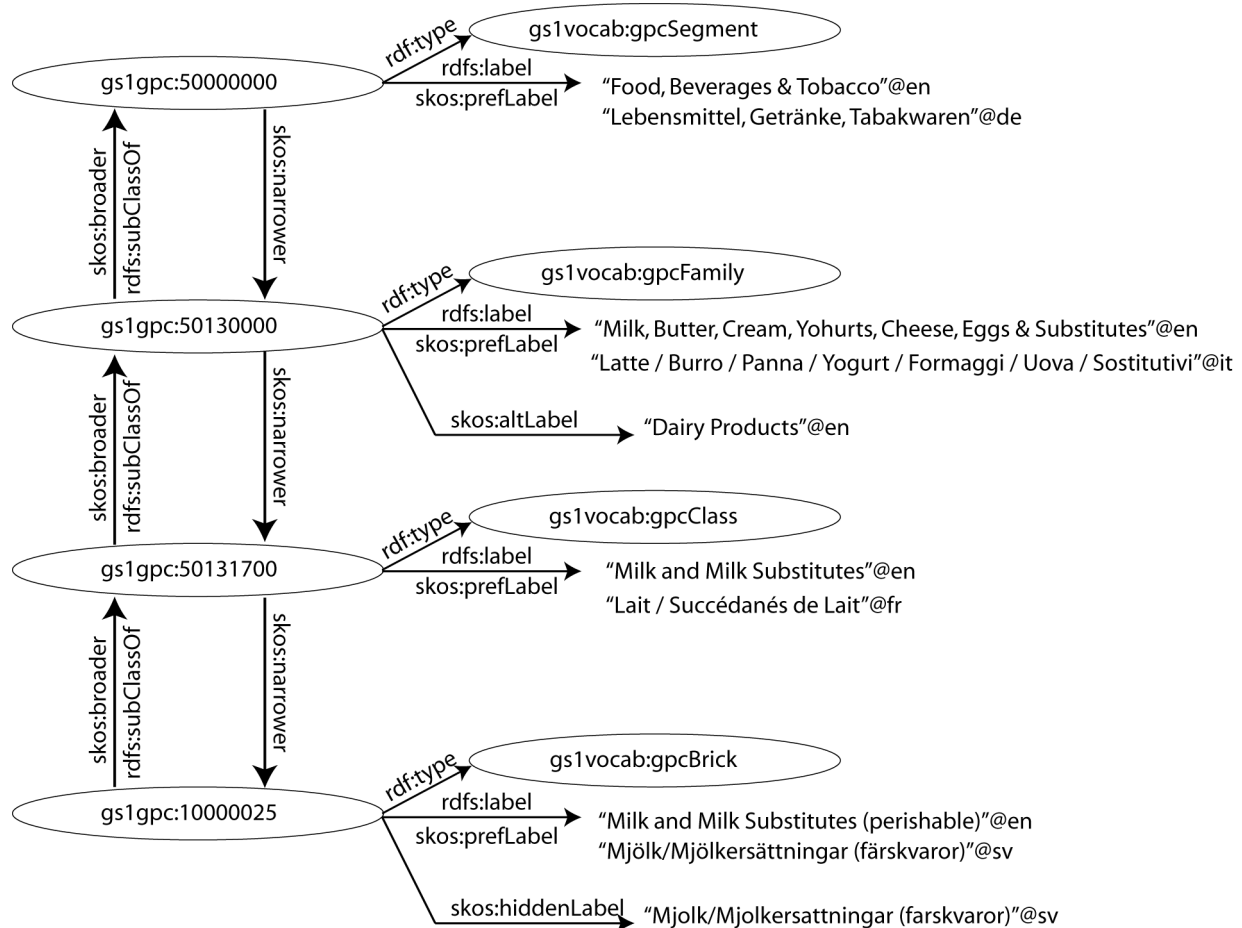 gs1vocab:gpcSegment
rdf:type
gs1gpc:50000000
rdfs:label
skos:prefLabel
“Food, Beverages & Tobacco”@en
“Lebensmittel, Getränke, Tabakwaren”@de
skos:broader
rdfs:subClassOf
skos:narrower
gs1vocab:gpcFamily
rdf:type
gs1gpc:50130000
rdfs:label
skos:prefLabel
“Milk, Butter, Cream, Yohurts, Cheese, Eggs & Substitutes”@en
“Latte / Burro / Panna / Yogurt / Formaggi / Uova / Sostitutivi”@it
skos:altLabel
“Dairy Products”@en
skos:broader
rdfs:subClassOf
skos:narrower
gs1vocab:gpcClass
rdf:type
gs1gpc:50131700
rdfs:label
skos:prefLabel
“Milk and Milk Substitutes”@en
“Lait / Succédanés de Lait”@fr
skos:broader
rdfs:subClassOf
skos:narrower
gs1vocab:gpcBrick
rdf:type
gs1gpc:10000025
rdfs:label
skos:prefLabel
“Milk and Milk Substitutes (perishable)”@en
“Mjölk/Mjölkersättningar (färskvaror)”@sv
skos:hiddenLabel
“Mjolk/Mjolkersattningar (farskvaror)”@sv